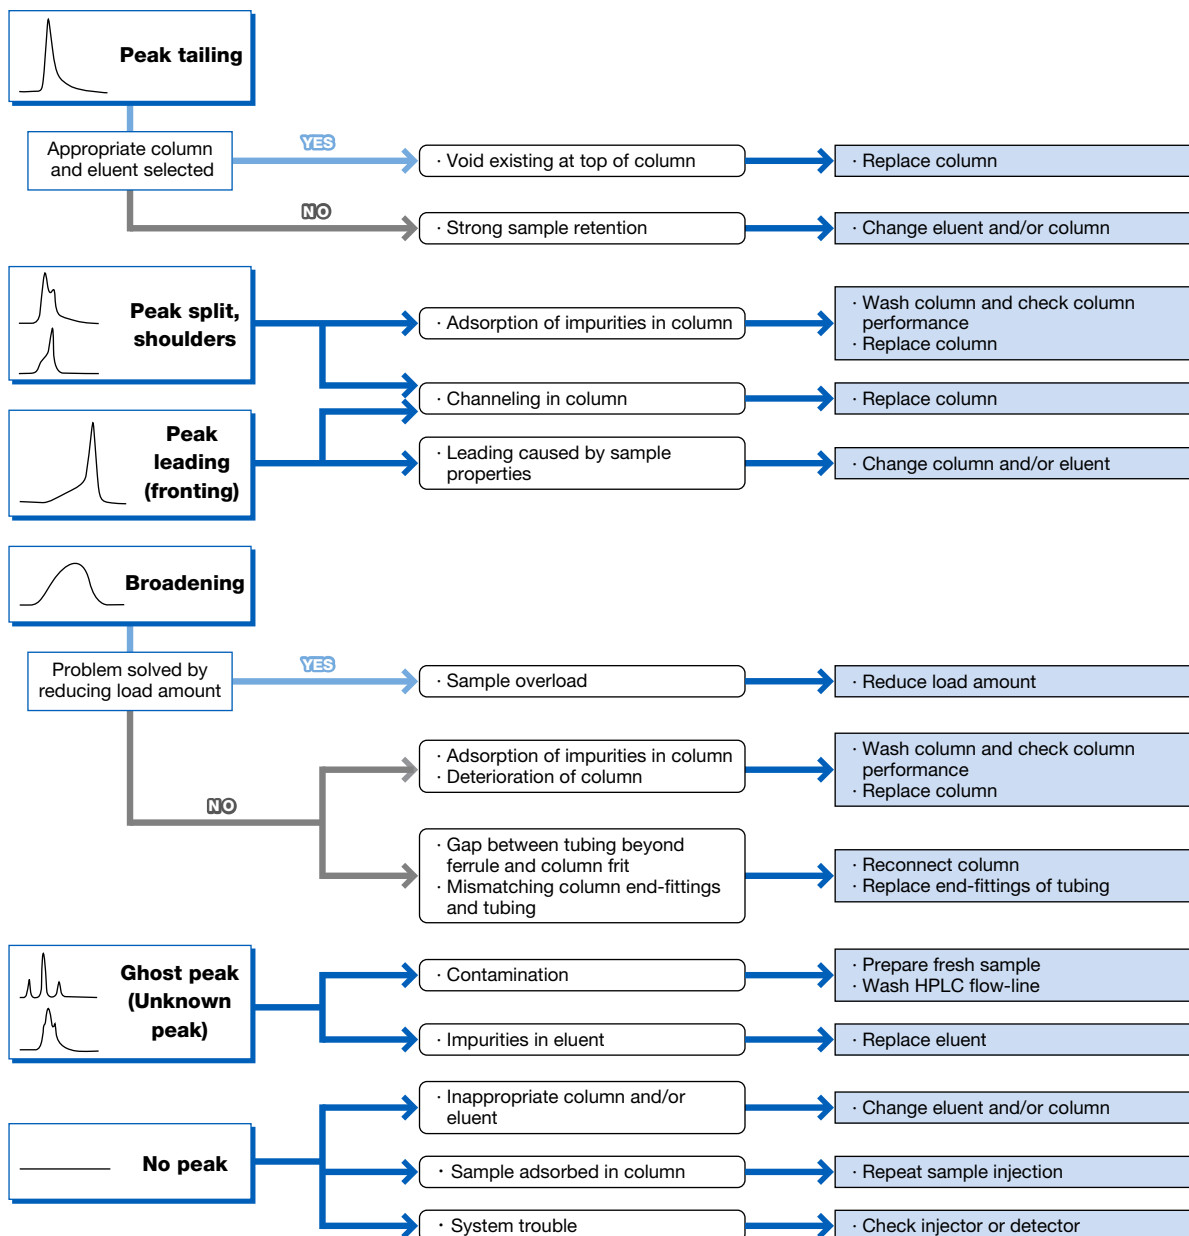 Peak tailing
Appropriate column
and eluent selected
YES
· Void existing at top of column
· Replace column
NO
· Strong sample retention
· Change eluent and/or column
Peak split,
shoulders
· Adsorption of impurities in column
· Wash column and check column
performance
· Replace column
· Channeling in column
· Replace column
Peak
leading
(fronting)
· Leading caused by sample
properties
· Change column and/or eluent
Broadening
Problem solved by
reducing load amount
YES
· Sample overload
· Reduce load amount
NO
· Adsorption of impurities in column
· Deterioration of column
· Wash column and check column
performance
· Replace column
· Gap between tubing beyond
ferrule and column frit
· Mismatching column end-fittings
and tubing
· Reconnect column
· Replace end-fittings of tubing
Ghost peak
(Unknown
peak)
· Contamination
· Prepare fresh sample
· Wash HPLC flow-line
· Impurities in eluent
· Replace eluent
No peak
· Inappropriate column and/or
eluent
· Change eluent and/or column
· Sample adsorbed in column
· Repeat sample injection
· System trouble
· Check injector or detector